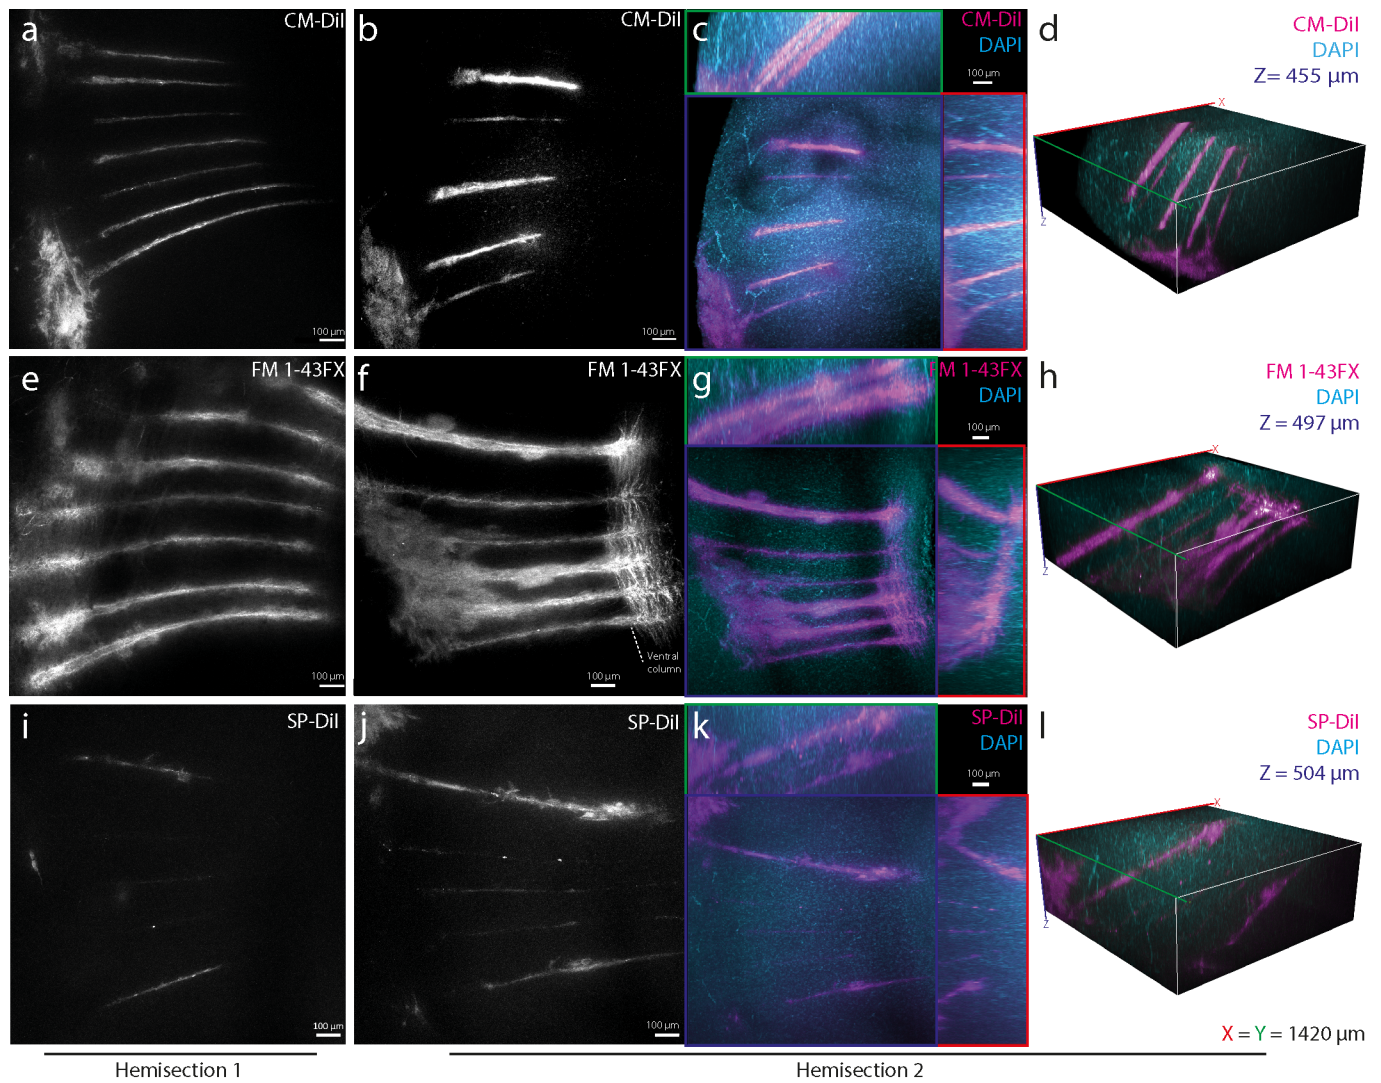 a
CM-DiI
b
CM-DiI
c
CM-DiI
DAPI
100 µm
d
CM-DiI
DAPI
Z= 455 µm
X
Z
100 µm
100 µm
e
FM 1-43FX
f
FM 1-43FX
g
FM 1-43FX
DAPI
100 µm
h
FM 1-43FX
DAPI
Z = 497 µm
X
Z
100 µm
100 µm
Ventral
column
i
SP-DiI
j
SP-DiI
k
SP-DiI
DAPI
100 µm
l
SP-DiI
DAPI
Z = 504 µm
X
Z
100 µm
100 µm
X = Y = 1420 µm
Hemisection 1
Hemisection 2